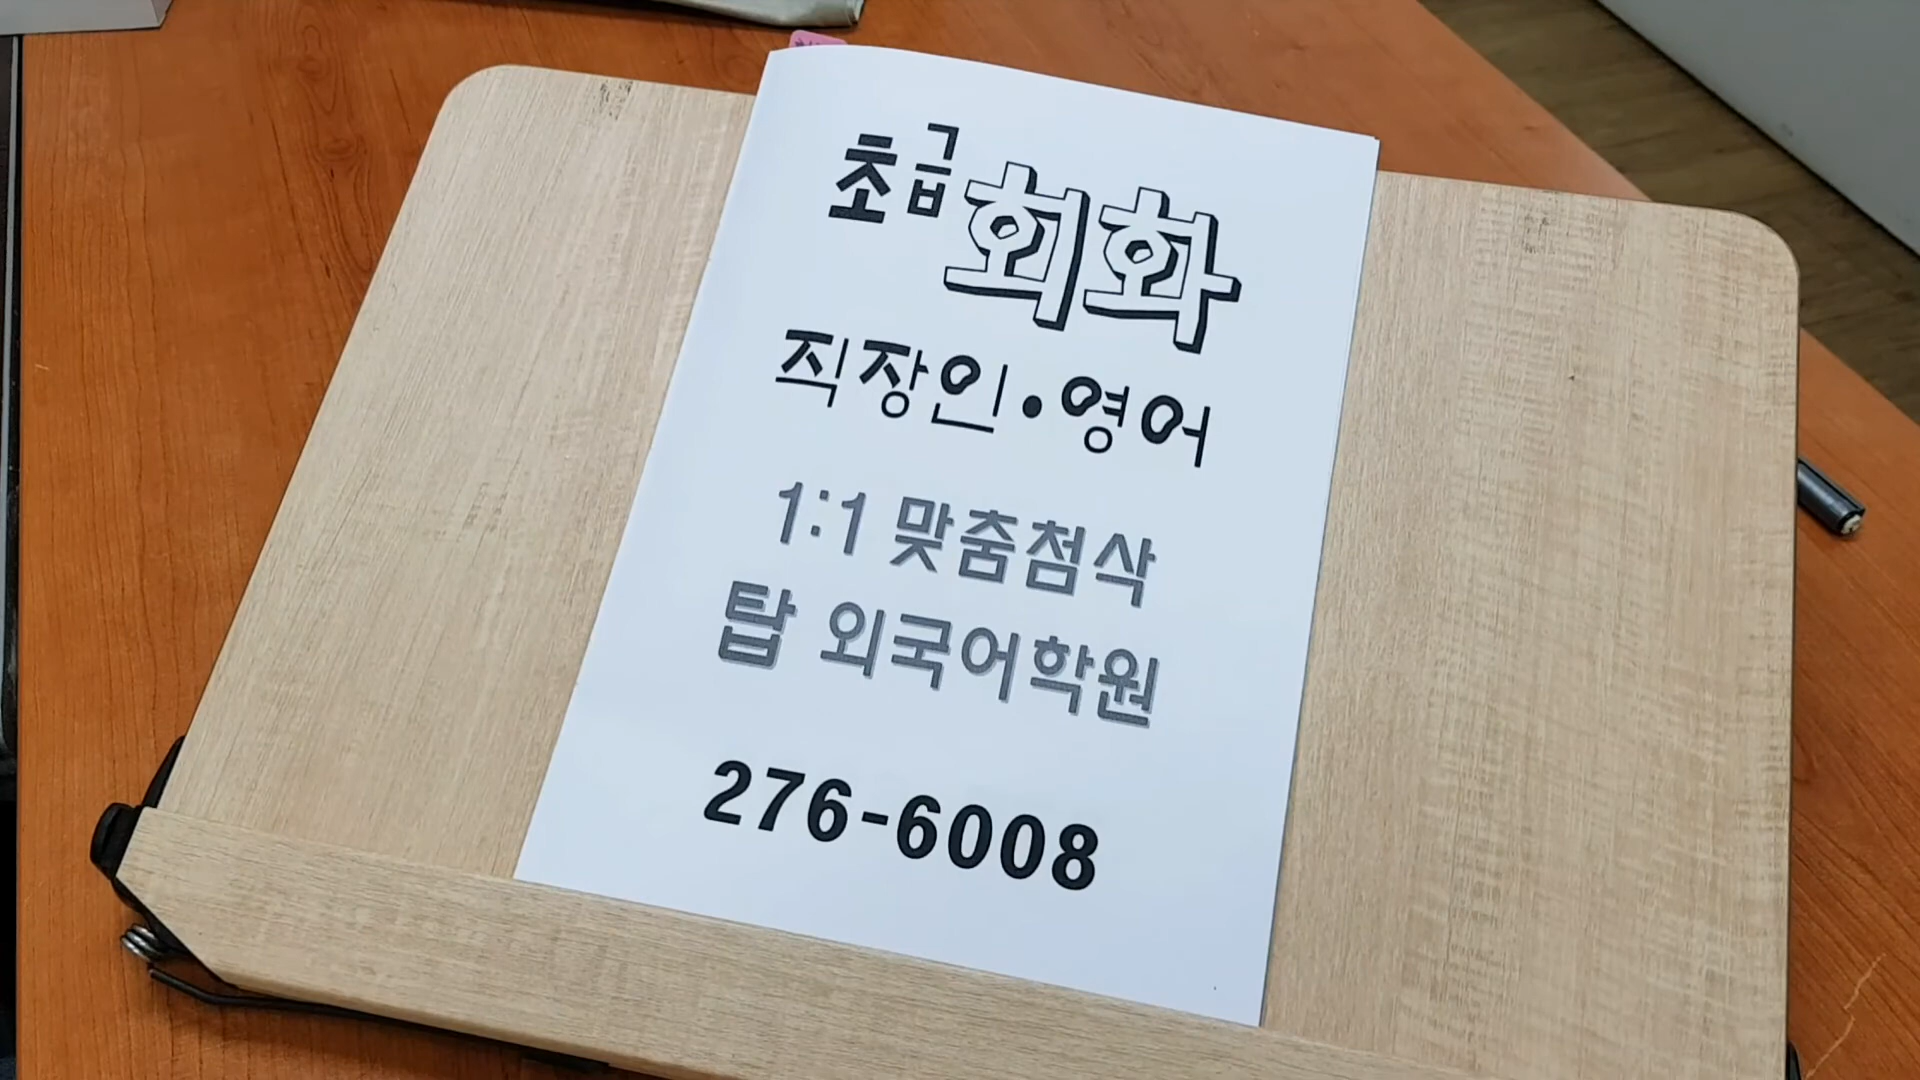 초급 회화
직장인·영어
1:1 맞춤첨삭
탑 외국어학원
276-6008